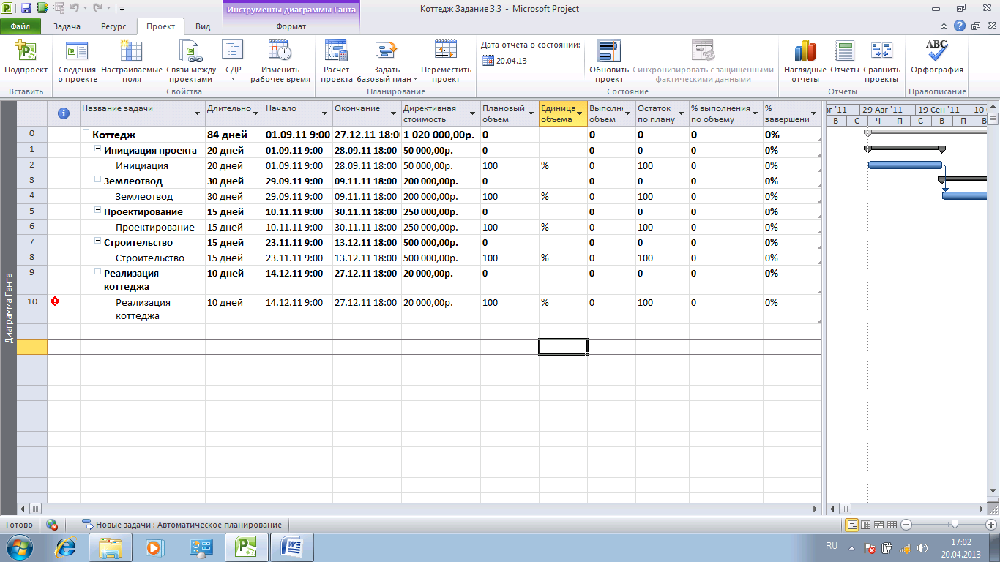 Инструменты диаграммы Ганта
Коттедж Задание 3.3 - Microsoft Project
Файл Задача Ресурс Проект Вид Формат
Подпроект
Сведения о проекте
Настраиваемые поля
Связи между проектами
СДР
Изменить рабочее время
Расчет проекта
Задать базовый план
Переместить проект
Дата отчета о состоянии:
20.04.13
Обновить проект
Синхронизировать с защищенными фактическими данными
Наглядные отчеты
Отчеты
Сравнить проекты
ABC
Орфография
Вставить Свойства Планирование Состояние Отчеты Правописание
Название задачи Длительно Начало Окончание Директивная стоимость Плановый объем Единица объема Выполн объем Остаток по плану % выполнения по объему % завершени
вг '11 29 Авг '11 19 Сен '11 10
В С Ч П С В П В
0 Коттедж 84 дней 01.09.11 9:00 27.12.11 18:0 1 020 000,00р. 0 0 0 0 0%
1 Инициация проекта 20 дней 01.09.11 9:00 28.09.11 18:00 50 000,00р. 0 0 0 0 0%
2 Инициация 20 дней 01.09.11 9:00 28.09.11 18:00 50 000,00р. 100 % 0 100 0 0%
3 Землеотвод 30 дней 29.09.11 9:00 09.11.11 18:00 200 000,00р. 0 0 0 0 0%
4 Землеотвод 30 дней 29.09.11 9:00 09.11.11 18:00 200 000,00р. 100 % 0 100 0 0%
5 Проектирование 15 дней 10.11.11 9:00 30.11.11 18:00 250 000,00р. 0 0 0 0 0%
6 Проектирование 15 дней 10.11.11 9:00 30.11.11 18:00 250 000,00р. 100 % 0 100 0 0%
7 Строительство 15 дней 23.11.11 9:00 13.12.11 18:00 500 000,00р. 0 0 0 0 0%
8 Строительство 15 дней 23.11.11 9:00 13.12.11 18:00 500 000,00р. 100 % 0 100 0 0%
9 Реализация коттеджа 10 дней 14.12.11 9:00 27.12.11 18:00 20 000,00р. 0 0 0 0 0%
10 Реализация коттеджа 10 дней 14.12.11 9:00 27.12.11 18:00 20 000,00р. 100 % 0 100 0 0%
Диаграмма Ганта
Готово Новые задачи : Автоматическое планирование
RU 17:02
20.04.2013